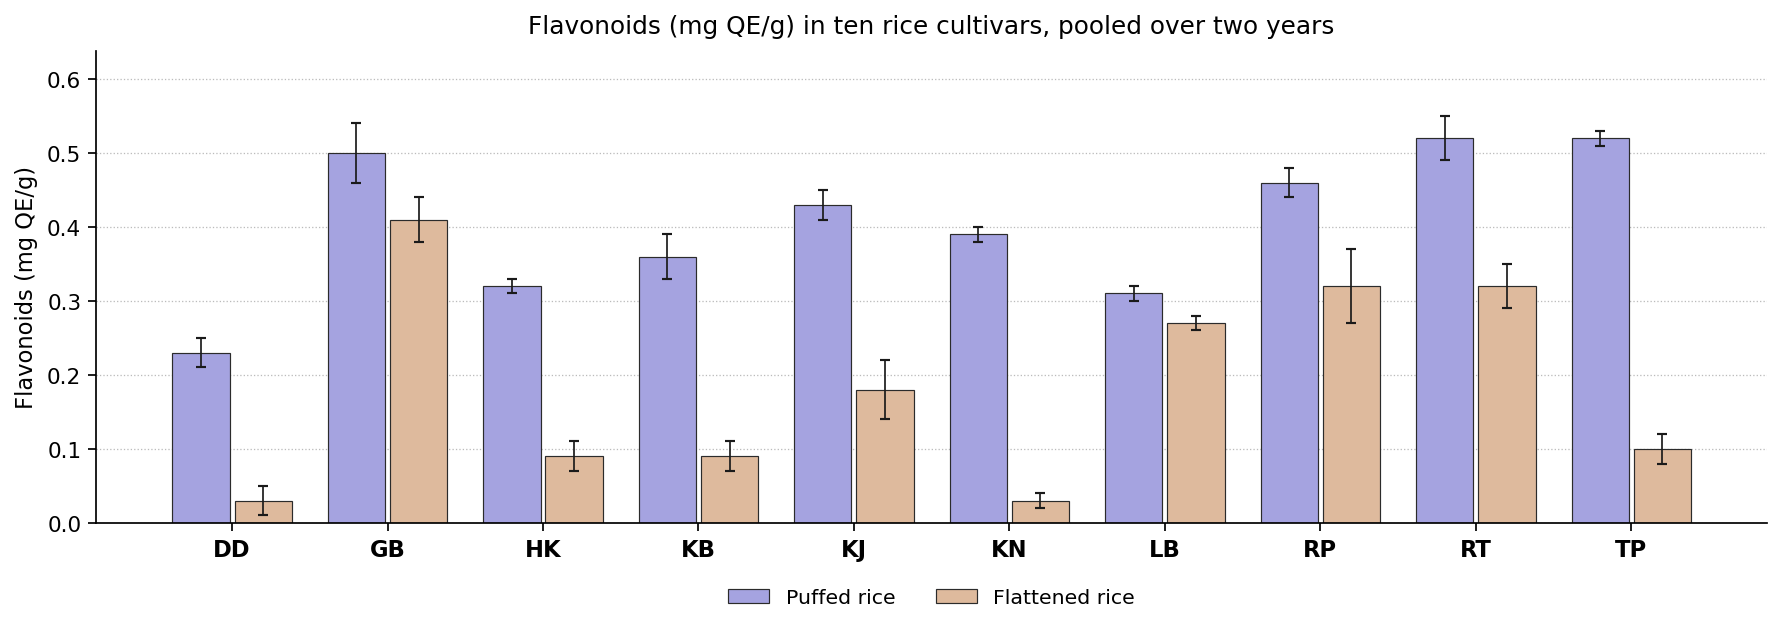 Flavonoids (mg QE/g) in ten rice cultivars, pooled over two years
Flavonoids (mg QE/g)
0.6
0.5
0.4
0.3
0.2
0.1
0.0
DD GB HK KB KJ KN LB RP RT TP
Puffed rice Flattened rice